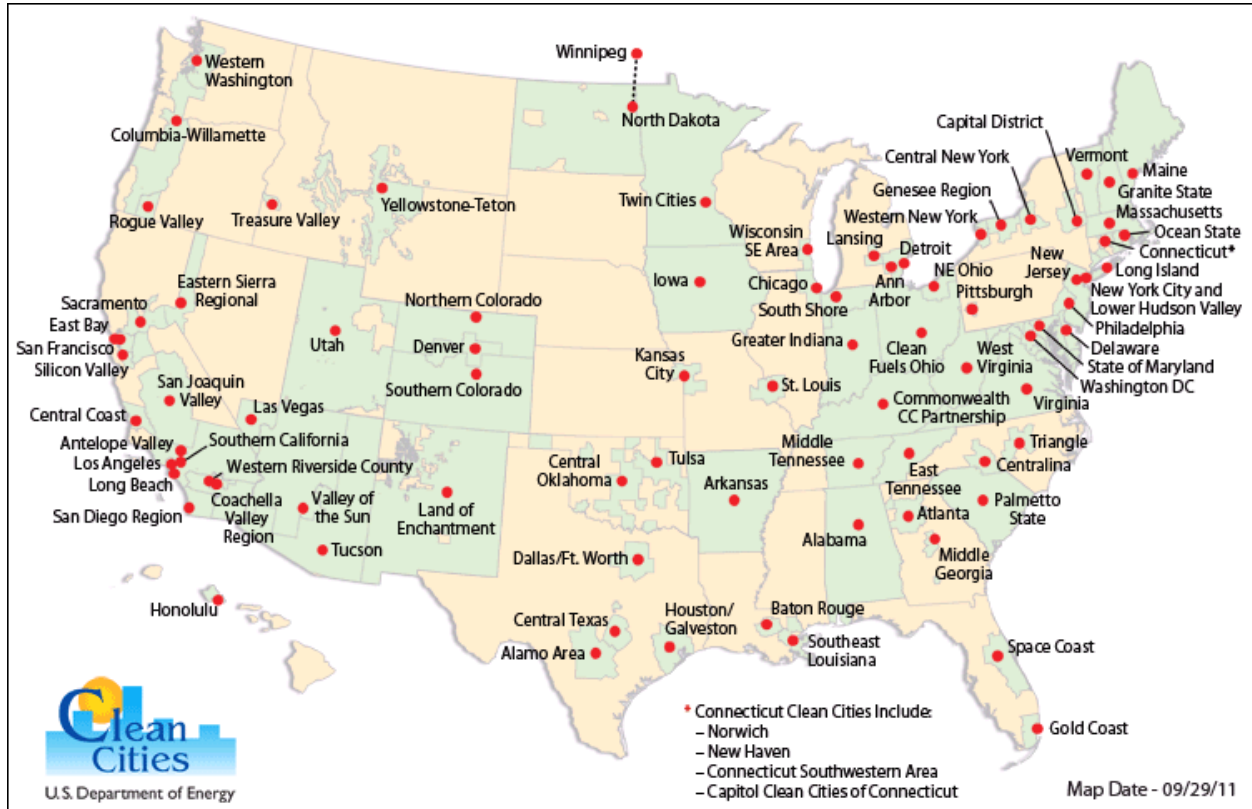 Winnipeg
Western
Washington
North Dakota
Columbia-Willamette
Capital District
Central New York
Vermont
Maine
Genesee Region
Granite State
Yellowstone-Teton
Twin Cities
Rogue Valley
Treasure Valley
Western New York
Massachusetts
Ocean State
Wisconsin
SE Area
Lansing
Detroit
Connecticut*
New
Jersey
Long Island
Eastern Sierra
Regional
Iowa
Chicago
Ann
Arbor
NE Ohio
Pittsburgh
New York City and
Lower Hudson Valley
Sacramento
Northern Colorado
South Shore
East Bay
Philadelphia
San Francisco
Utah
Denver
Greater Indiana
Clean
Fuels Ohio
West
Virginia
Delaware
Silicon Valley
Kansas
City
State of Maryland
Southern Colorado
St. Louis
Washington DC
San Joaquin
Valley
Commonwealth
CC Partnership
Virginia
Central Coast
Las Vegas
Antelope Valley
Southern California
Middle
Tennessee
Triangle
Los Angeles
Western Riverside County
Central
Oklahoma
Tulsa
East
Tennessee
Centralina
Long Beach
Coachella
Valley
Region
Valley of
the Sun
Land of
Enchantment
Arkansas
Palmetto
State
San Diego Region
Atlanta
Tucson
Alabama
Dallas/Ft. Worth
Middle
Georgia
Honolulu
Central Texas
Houston/
Galveston
Baton Rouge
Alamo Area
Southeast
Louisiana
Space Coast
Gold Coast
Clean
Cities
U.S. Department of Energy
* Connecticut Clean Cities Include:
– Norwich
– New Haven
– Connecticut Southwestern Area
– Capitol Clean Cities of Connecticut
Map Date - 09/29/11